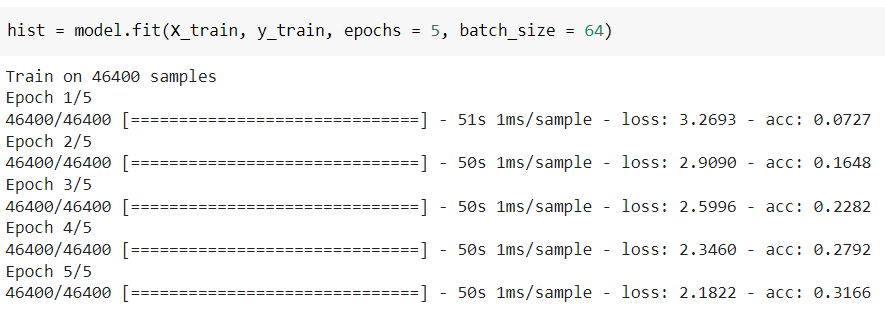 hist = model.fit(X_train, y_train, epochs = 5, batch_size = 64)
Train on 46400 samples
Epoch 1/5
46400/46400 [==============================] - 51s 1ms/sample - loss: 3.2693 - acc: 0.0727
Epoch 2/5
46400/46400 [==============================] - 50s 1ms/sample - loss: 2.9090 - acc: 0.1648
Epoch 3/5
46400/46400 [==============================] - 50s 1ms/sample - loss: 2.5996 - acc: 0.2282
Epoch 4/5
46400/46400 [==============================] - 50s 1ms/sample - loss: 2.3460 - acc: 0.2792
Epoch 5/5
46400/46400 [==============================] - 50s 1ms/sample - loss: 2.1822 - acc: 0.3166